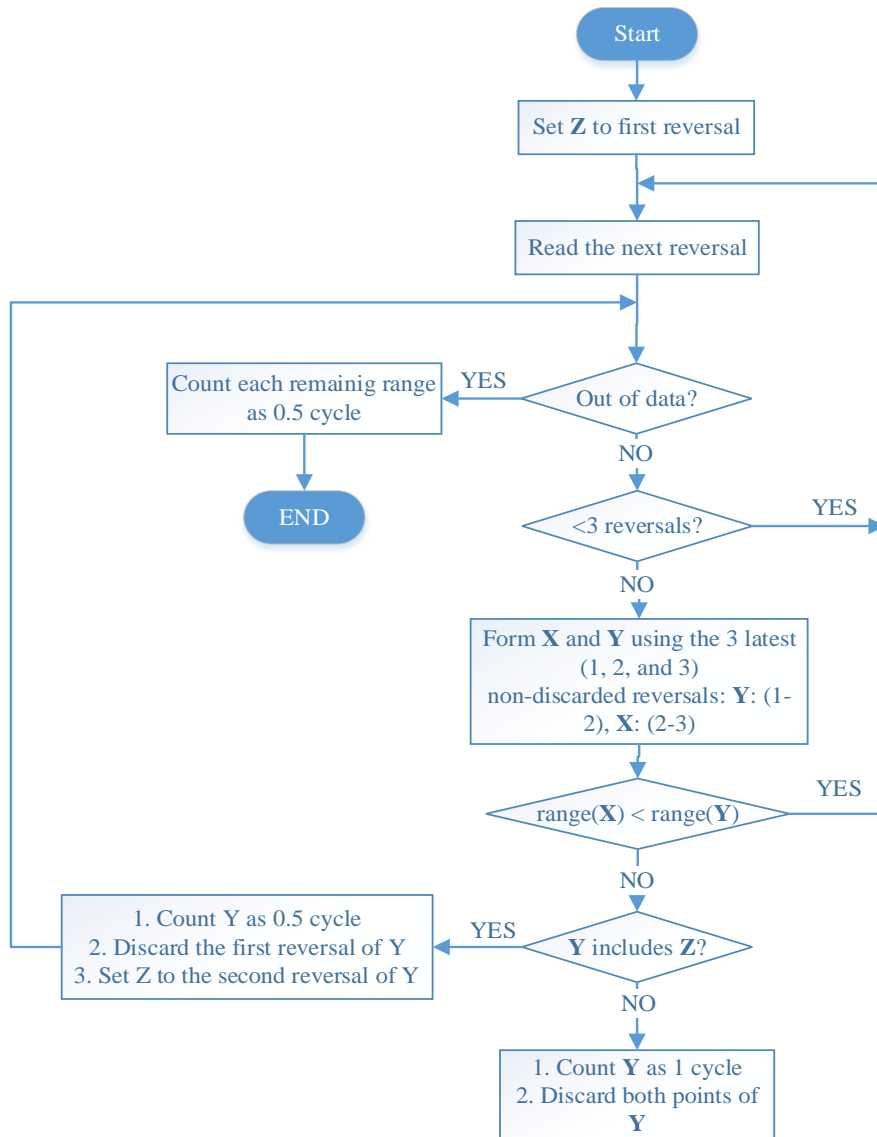 Start
Set Z to first reversal
Read the next reversal
Out of data?
YES
Count each remainig range
as 0.5 cycle
END
NO
<3 reversals?
YES
NO
Form X and Y using the 3 latest
(1, 2, and 3)
non-discarded reversals: Y: (1-
2), X: (2-3)
range(X) < range(Y)
YES
NO
Y includes Z?
YES
1. Count Y as 0.5 cycle
2. Discard the first reversal of Y
3. Set Z to the second reversal of Y
NO
1. Count Y as 1 cycle
2. Discard both points of
Y